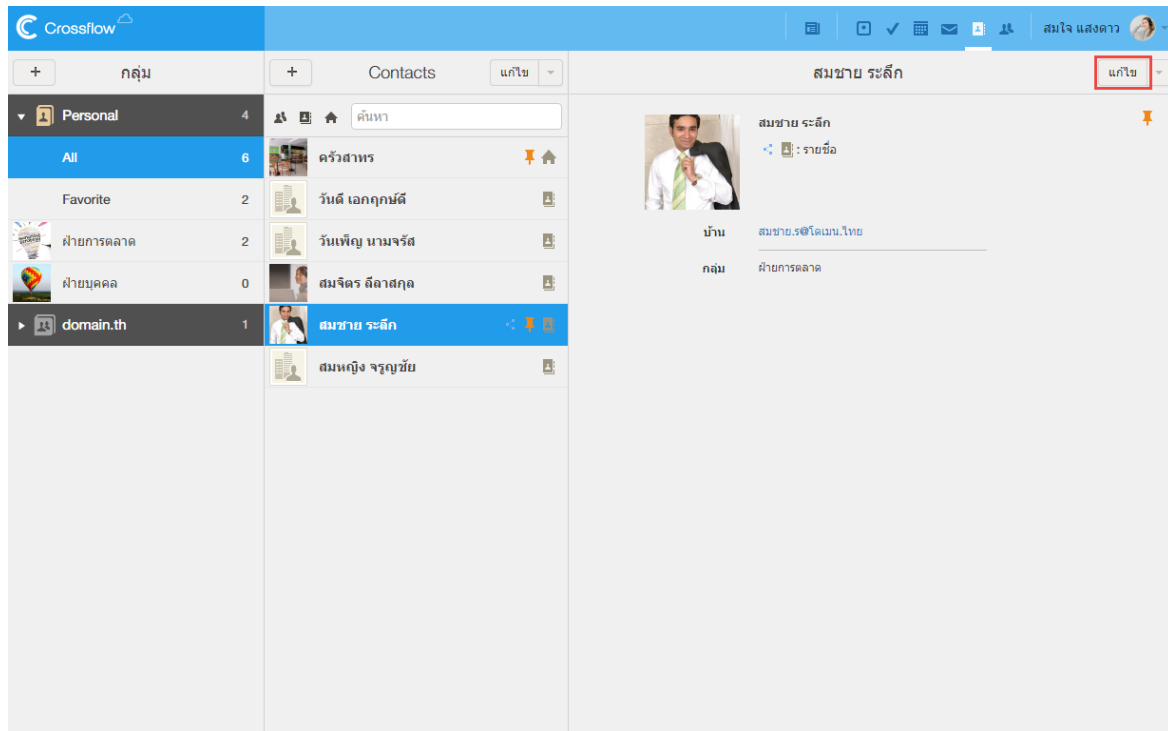 Crossflow
สมใจ แสงดาว
+ กลุ่ม
+ Contacts แก้ไข
สมชาย ระลึก แก้ไข
Personal 4
All 6
Favorite 2
ฝ่ายการตลาด 2
ฝ่ายบุคคล 0
domain.th 1
ค้นหา
ครัวสาทร
วันดี เอกฤกษ์ดี
วันเพ็ญ นามจรัส
สมจิตร ลีลาสกุล
สมชาย ระลึก
สมหญิง จรูญชัย
สมชาย ระลึก
: รายชื่อ
บ้าน สมชาย.ร@โดเมน.ไทย
กลุ่ม ฝ่ายการตลาด